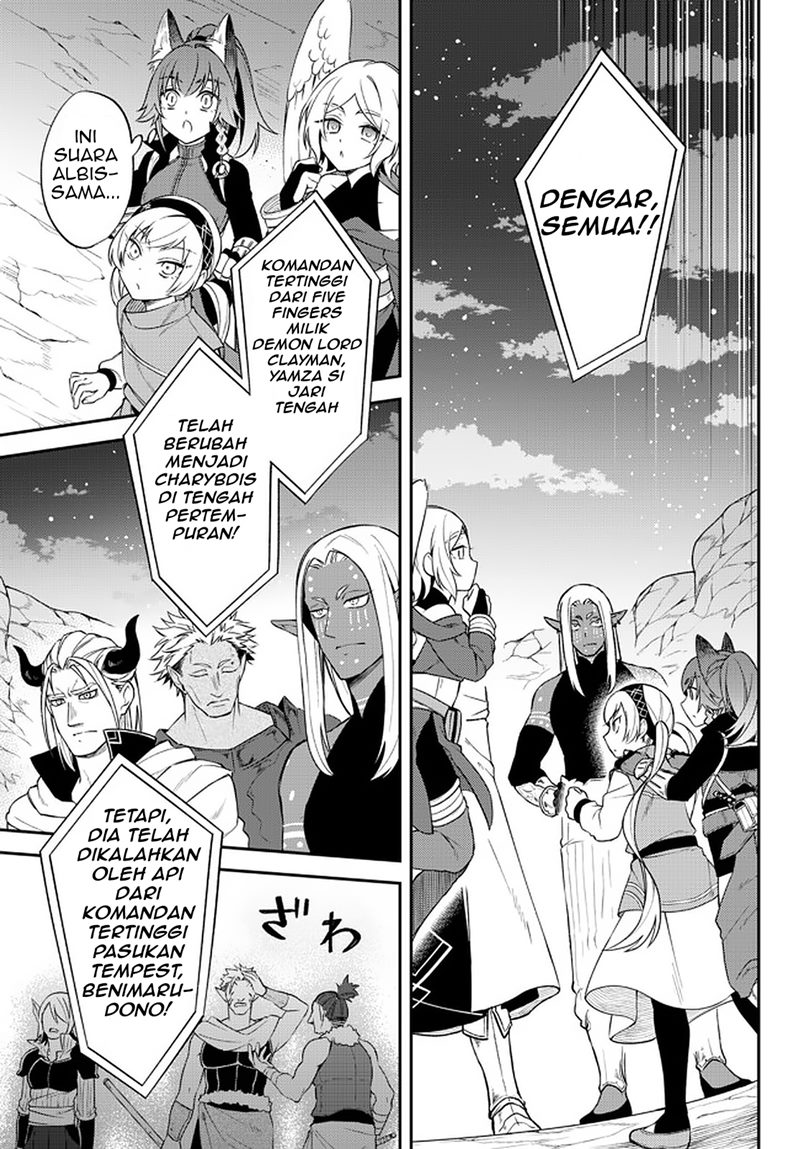 DENGAR,
SEMUA!!
INI
SUARA
ALBIS-
SAMA...
KOMANDAN
TERTINGGI
DARI FIVE
FINGERS
MILIK
DEMON LORD
CLAYMAN,
YAMZA SI
JARI
TENGAH
TELAH
BERUBAH
MENJADI
CHARYBDIS
DI TENGAH
PERTEM-
PURAN!
TETAPI,
DIA TELAH
DIKALAHKAN
OLEH API
DARI
KOMANDAN
TERTINGGI
PASUKAN
TEMPEST,
BENIMARU-
DONO!
ざわ